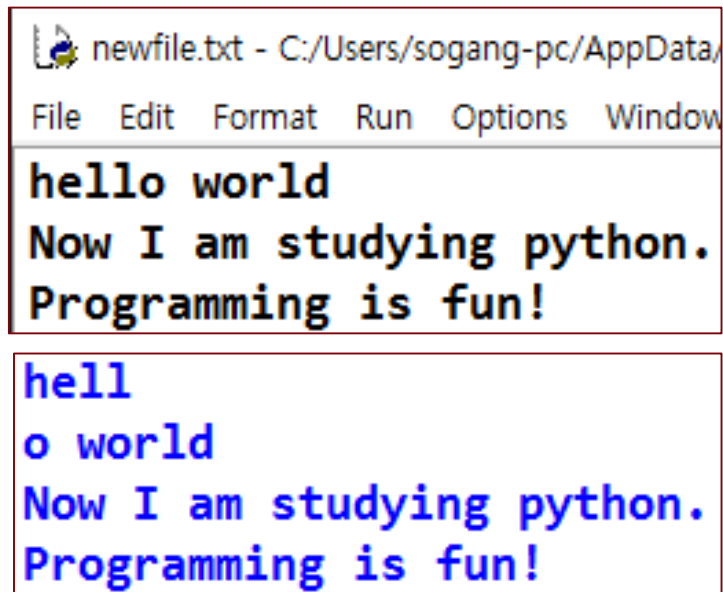 newfile.txt - C:/Users/sogang-pc/AppData/
File Edit Format Run Options Window
hello world
Now I am studying python.
Programming is fun!
hell
o world
Now I am studying python.
Programming is fun!